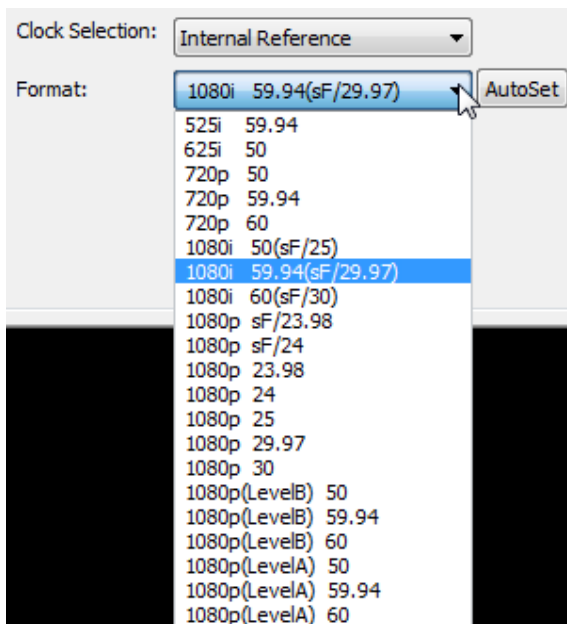 Clock Selection: Internal Reference
Format: 1080i 59.94(sF/29.97) AutoSet
525i 59.94
625i 50
720p 50
720p 59.94
720p 60
1080i 50(sF/25)
1080i 59.94(sF/29.97)
1080i 60(sF/30)
1080p sF/23.98
1080p sF/24
1080p 23.98
1080p 24
1080p 25
1080p 29.97
1080p 30
1080p(LevelB) 50
1080p(LevelB) 59.94
1080p(LevelB) 60
1080p(LevelA) 50
1080p(LevelA) 59.94
1080p(LevelA) 60